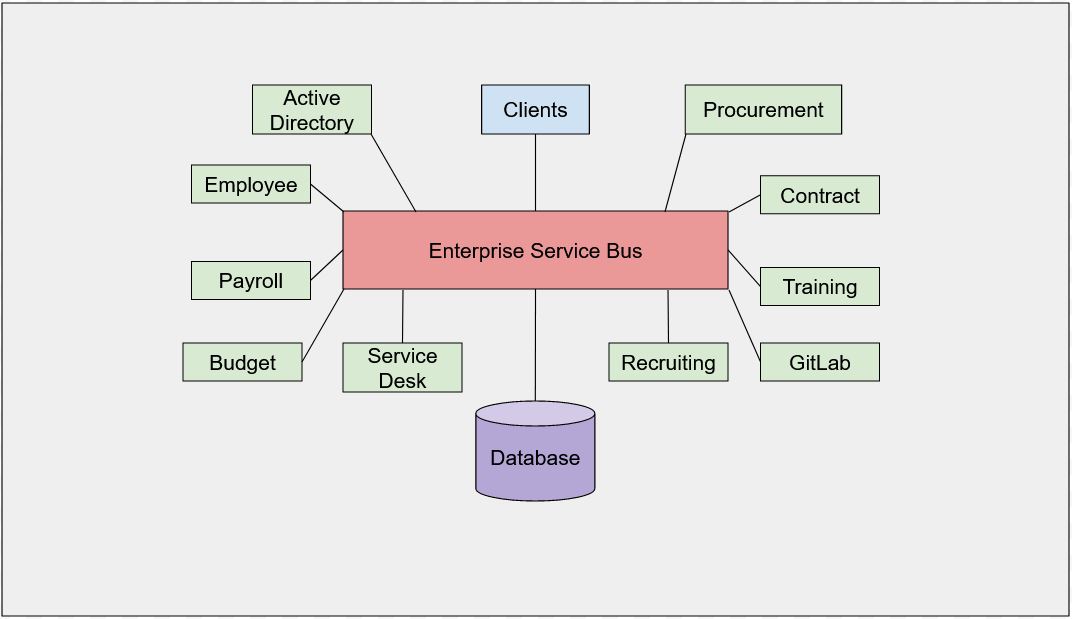 Active
Directory
Clients
Procurement
Employee
Contract
Enterprise Service Bus
Payroll
Training
Budget
Service
Desk
Recruiting
GitLab
Database